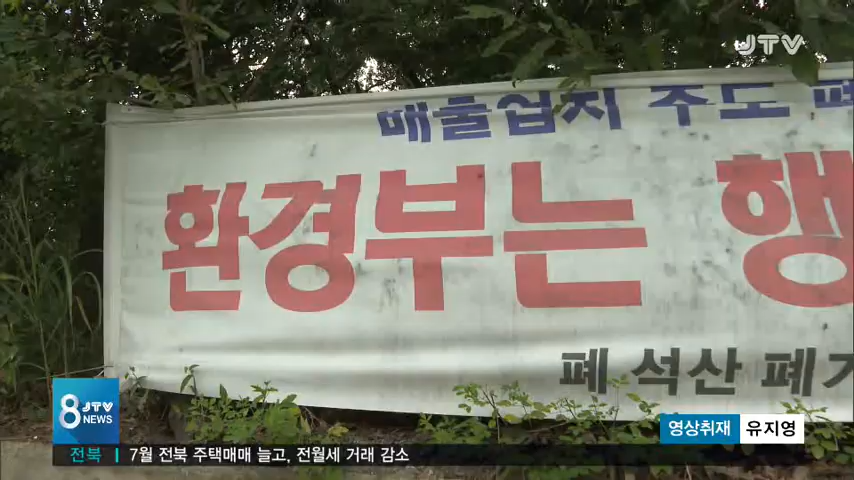 JTV
매출업자 주도
환경부는 행
폐 석산 폐기
8 JTV NEWS
영상취재 유지영
전북 7월 전북 주택매매 늘고, 전월세 거래 감소